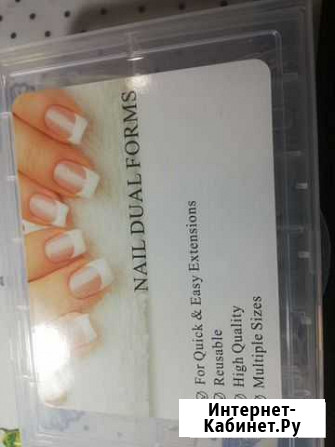 NAIL DUAL FORMS
For Quick & Easy Extensions
Reusable
High Quality
Multiple Sizes
Интернет-
Кабинет.Ру